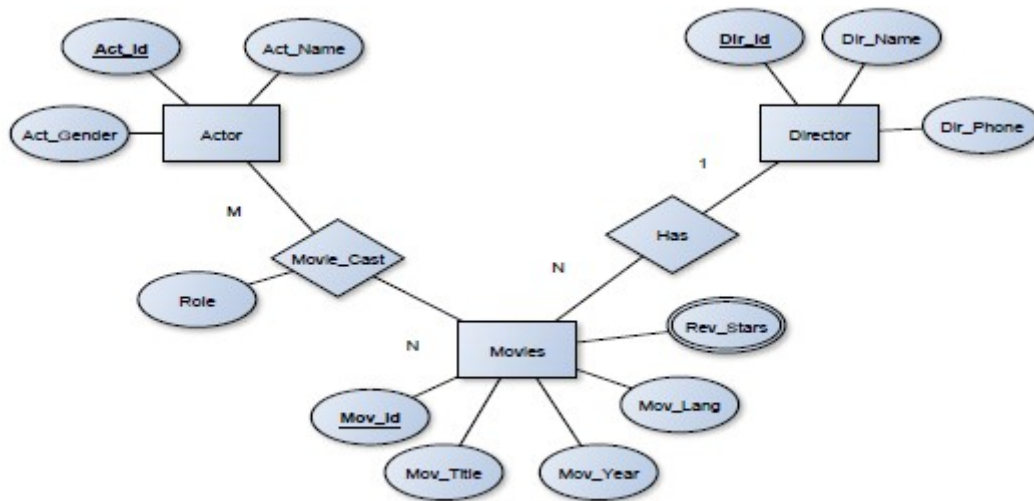 Act_Id
Act_Name
Dir_Id
Dir_Name
Act_Gender
Actor
Director
Dir_Phone
1
M
Has
Movie_Cast
N
Role
Rev_Stars
N
Movies
Mov_Lang
Mov_Id
Mov_Title
Mov_Year